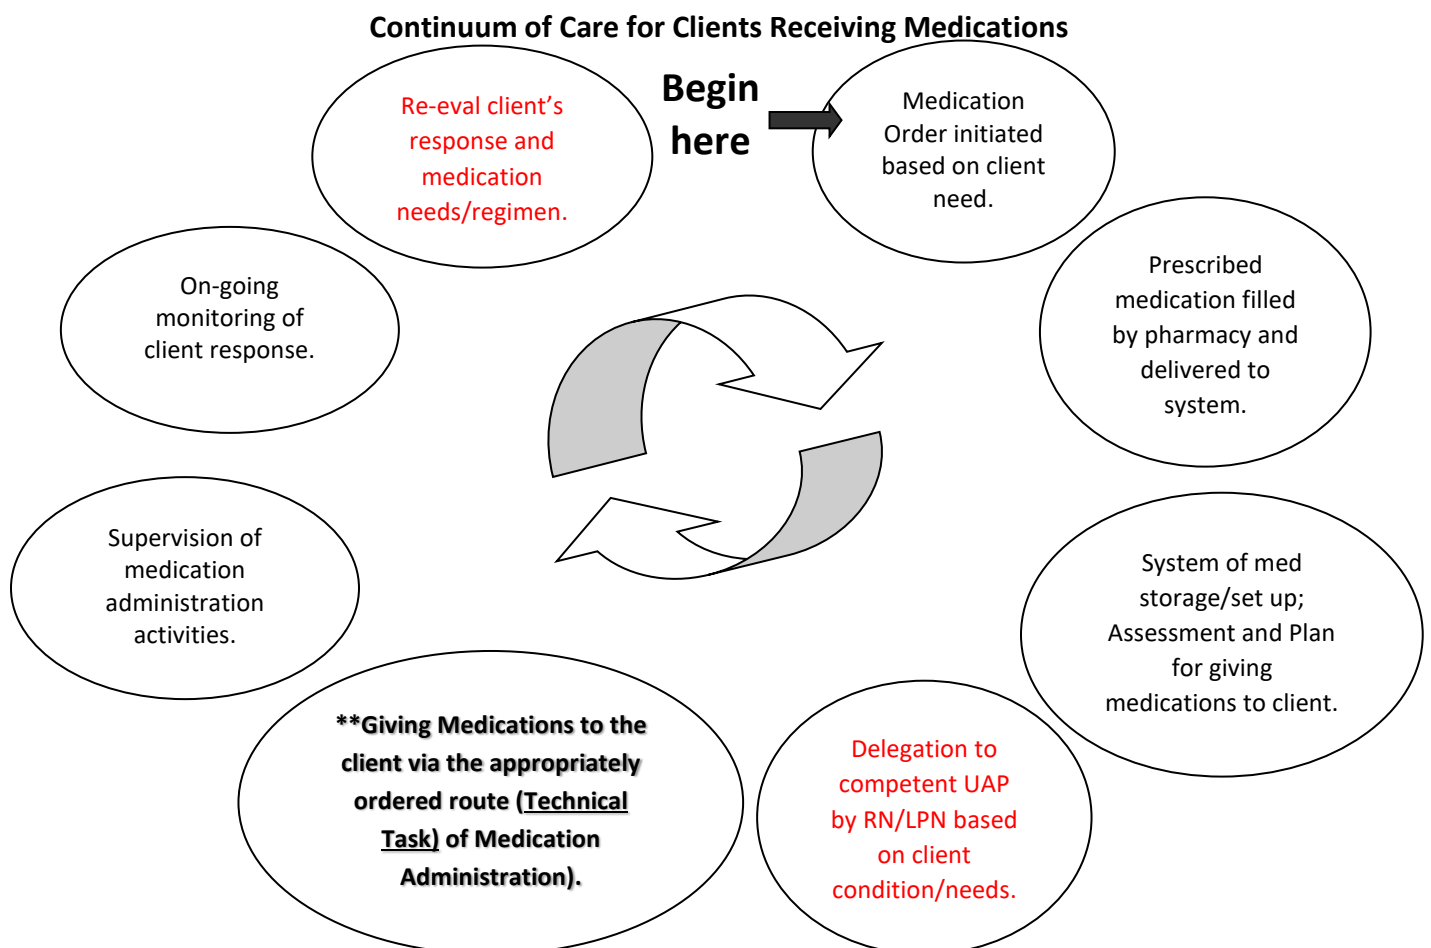 Continuum of Care for Clients Receiving Medications
Begin
here
Medication
Order initiated
based on client
need.
Prescribed
medication filled
by pharmacy and
delivered to
system.
System of med
storage/set up;
Assessment and Plan
for giving
medications to client.
Delegation to
competent UAP
by RN/LPN based
on client
condition/needs.
**Giving Medications to the
client via the appropriately
ordered route (Technical
Task) of Medication
Administration).
Supervision of
medication
administration
activities.
On-going
monitoring of
client response.
Re-eval client’s
response and
medication
needs/regimen.